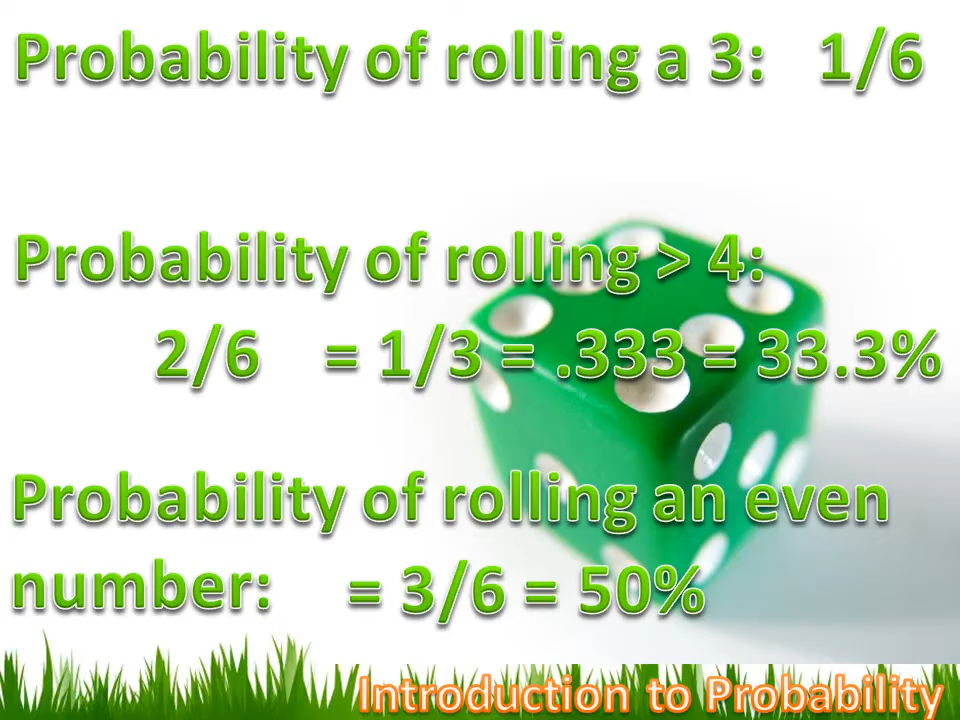 Probability of rolling a 3: 1/6
Probability of rolling > 4:
2/6 = 1/3 = .333 = 33.3%
Probability of rolling an even
number: = 3/6 = 50%
Introduction to Probability